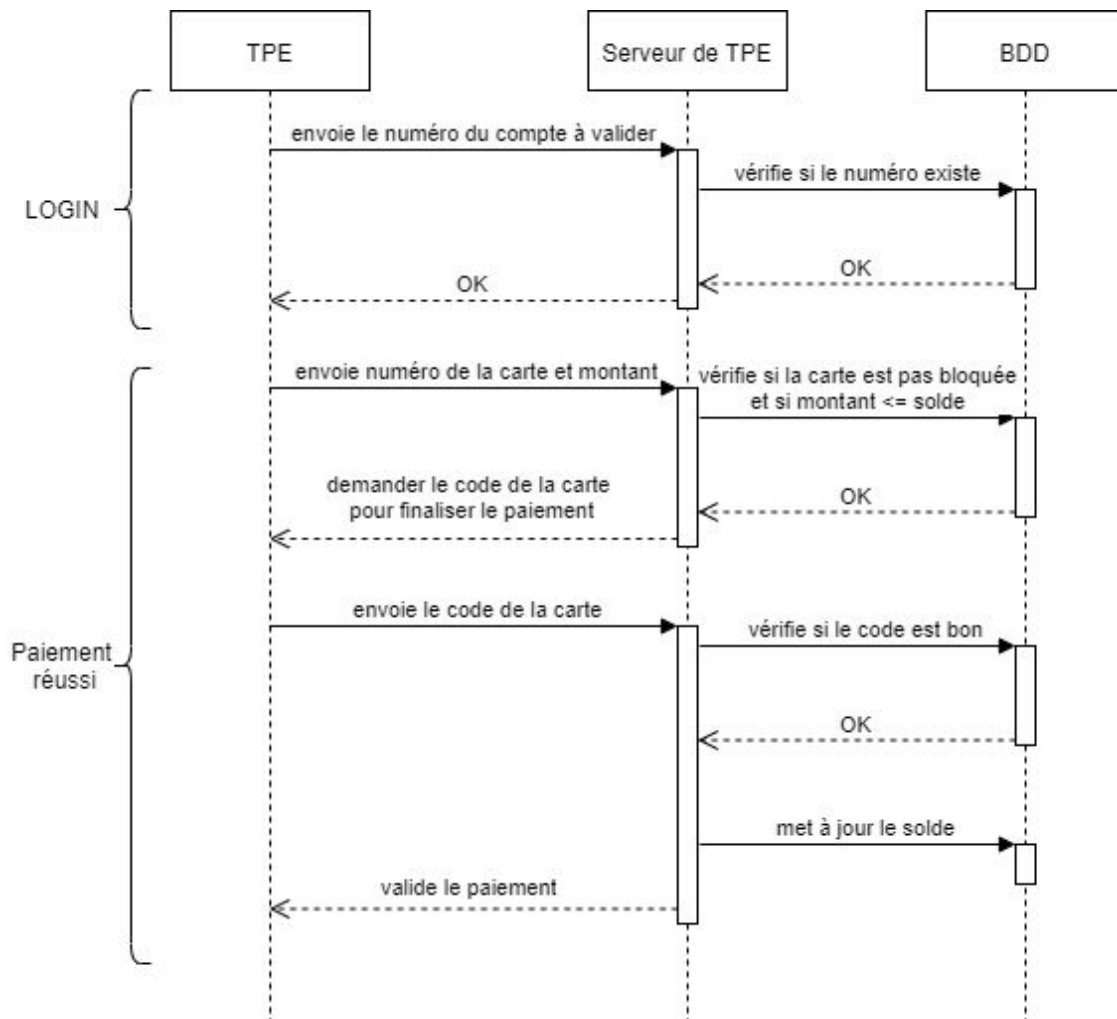 TPE
Serveur de TPE
BDD
envoie le numéro du compte à valider
vérifie si le numéro existe
LOGIN
OK
OK
envoie numéro de la carte et montant
vérifie si la carte est pas bloquée
et si montant <= solde
demander le code de la carte
pour finaliser le paiement
OK
envoie le code de la carte
vérifie si le code est bon
Paiement
réussi
OK
met à jour le solde
valide le paiement